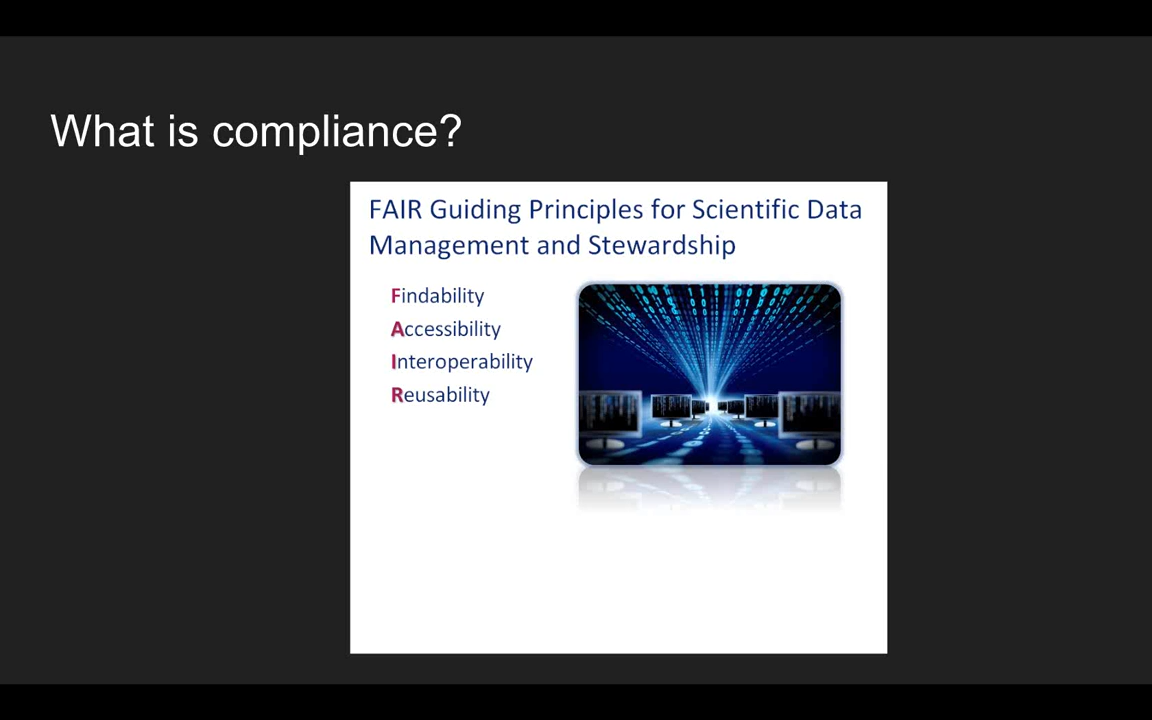 What is compliance?
FAIR Guiding Principles for Scientific Data
Management and Stewardship
Findability
Accessibility
Interoperability
Reusability